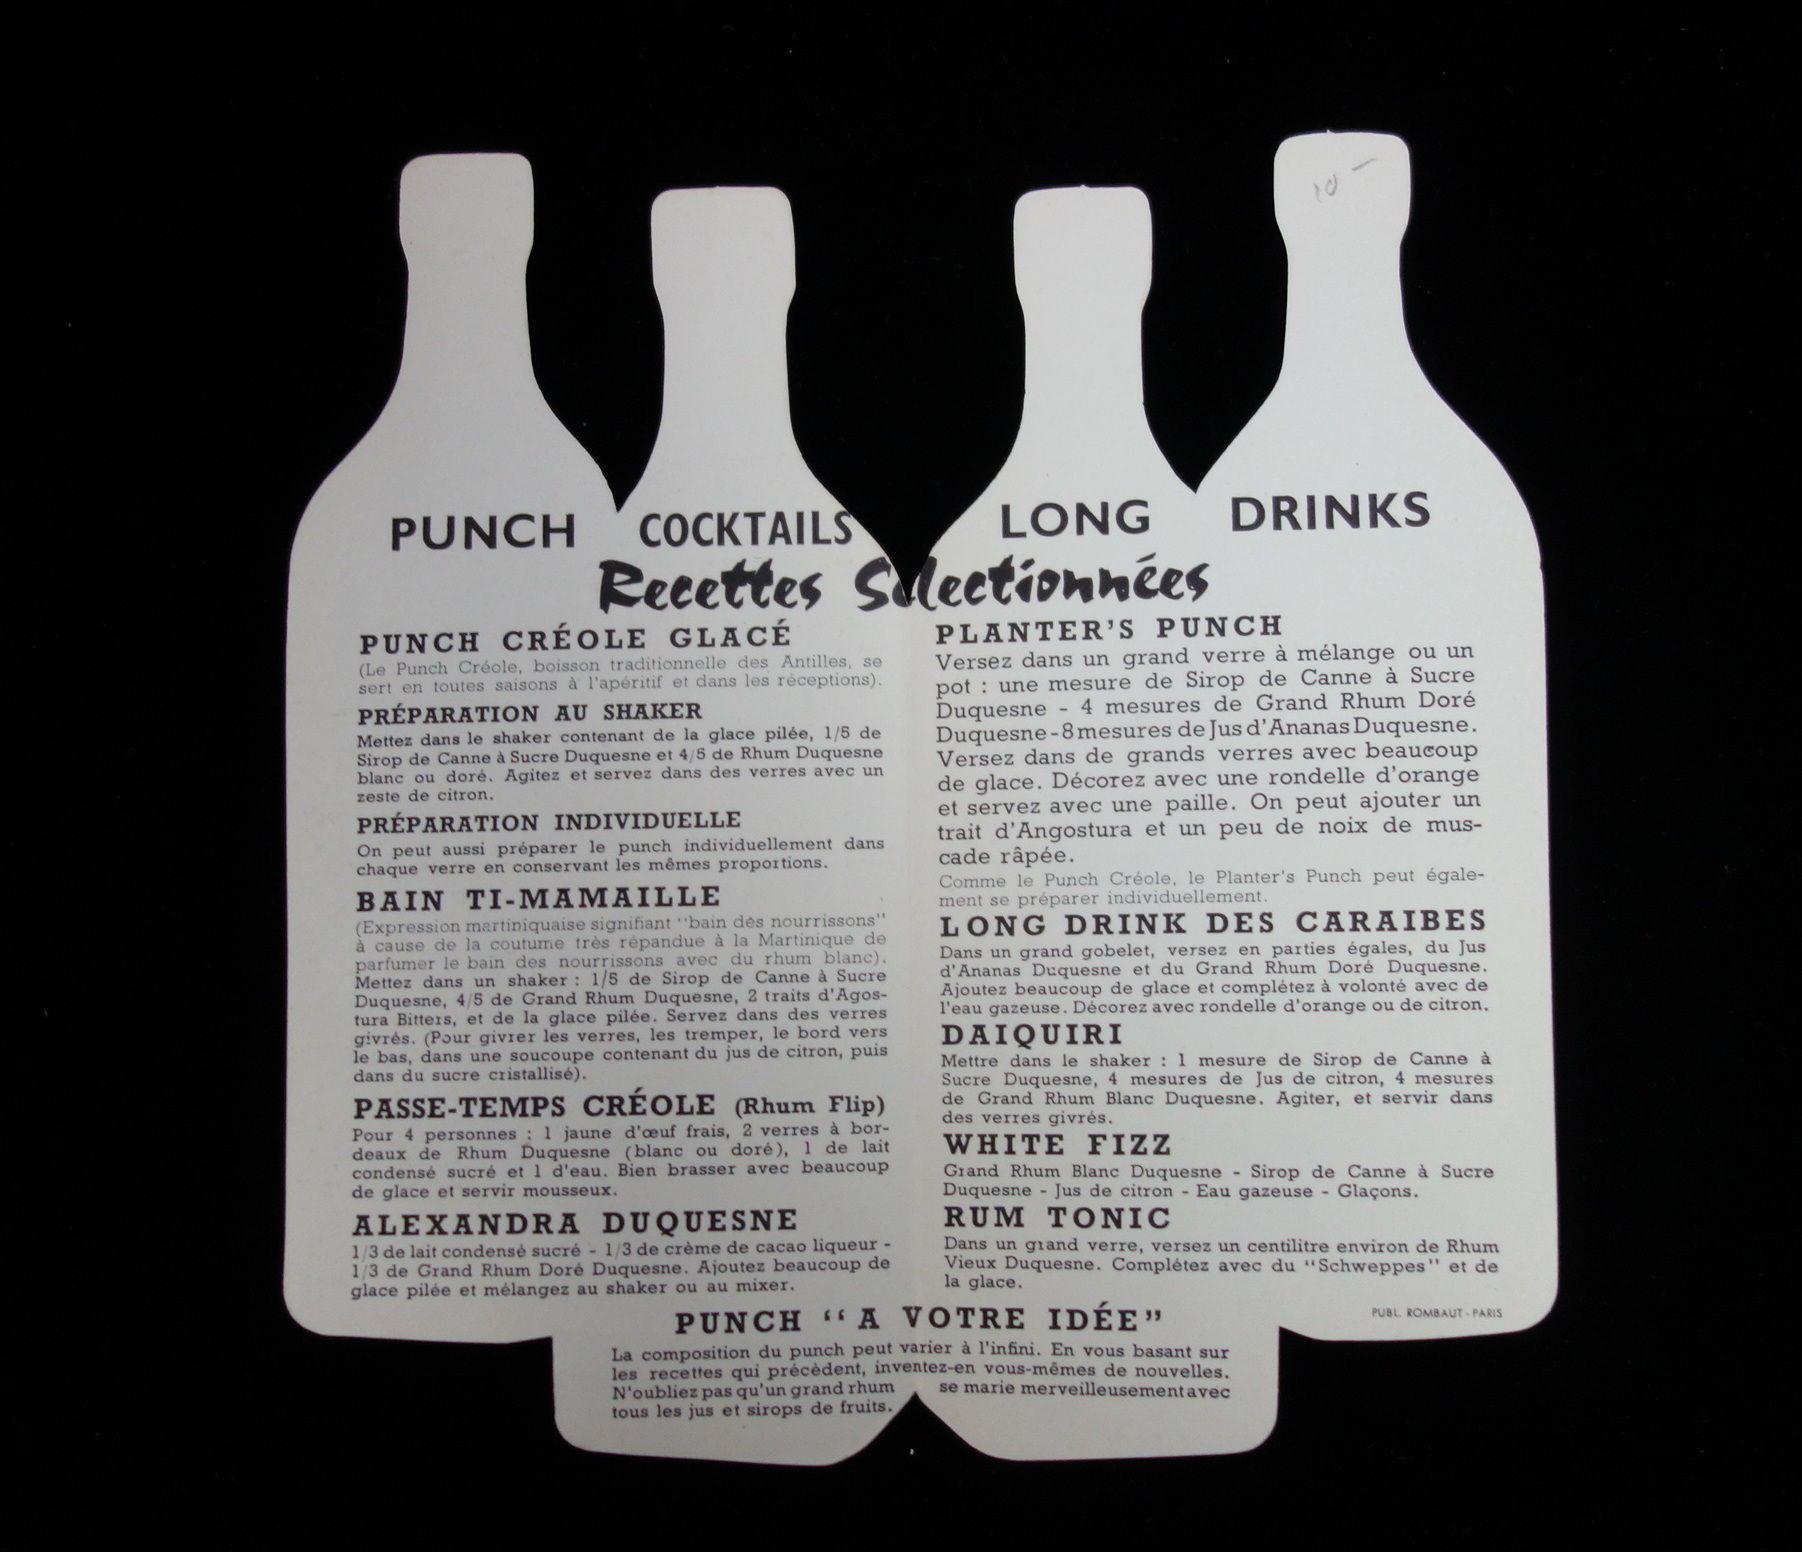 10 -
PUNCH COCKTAILS LONG DRINKS
Recettes Sélectionnées
PUNCH CRÉOLE GLACÉ
(Le Punch Créole, boisson traditionnelle des Antilles, se
sert en toutes saisons à l'apéritif et dans les réceptions).
PRÉPARATION AU SHAKER
Mettez dans le shaker contenant de la glace pilée, 1/5 de
Sirop de Canne à Sucre Duquesne et 4/5 de Rhum Duquesne
blanc ou doré. Agitez et servez dans des verres avec un
zeste de citron.
PRÉPARATION INDIVIDUELLE
On peut aussi préparer le punch individuellement dans
chaque verre en conservant les mêmes proportions.
BAIN TI-MAMAILLE
(Expression martiniquaise signifiant "bain des nourrissons"
à cause de la coutume très répandue à la Martinique de
parfumer le bain des nourrissons avec du rhum blanc).
Mettez dans un shaker : 1/5 de Sirop de Canne à Sucre
Duquesne, 4/5 de Grand Rhum Duquesne, 2 traits d'Agos-
tura Bitters, et de la glace pilée. Servez dans des verres
givrés. (Pour givrer les verres, les tremper, le bord vers
le bas, dans une soucoupe contenant du jus de citron, puis
dans du sucre cristallisé).
PASSE-TEMPS CRÉOLE (Rhum Flip)
Pour 4 personnes : 1 jaune d'œuf frais, 2 verres à bor-
deaux de Rhum Duquesne (blanc ou doré), 1 de lait
condensé sucré et 1 d'eau. Bien brasser avec beaucoup
de glace et servir mousseux.
ALEXANDRA DUQUESNE
1/3 de lait condensé sucré - 1/3 de crème de cacao liqueur -
1/3 de Grand Rhum Doré Duquesne. Ajoutez beaucoup de
glace pilée et mélangez au shaker ou au mixer.
PLANTER'S PUNCH
Versez dans un grand verre à mélange ou un
pot : une mesure de Sirop de Canne à Sucre
Duquesne - 4 mesures de Grand Rhum Doré
Duquesne - 8 mesures de Jus d'Ananas Duquesne.
Versez dans de grands verres avec beaucoup
de glace. Décorez avec une rondelle d'orange
et servez avec une paille. On peut ajouter un
trait d'Angostura et un peu de noix de mus-
cade râpée.
Comme le Punch Créole, le Planter's Punch peut égale-
ment se préparer individuellement.
LONG DRINK DES CARAIBES
Dans un grand gobelet, versez en parties égales, du Jus
d'Ananas Duquesne et du Grand Rhum Doré Duquesne.
Ajoutez beaucoup de glace et complétez à volonté avec de
l'eau gazeuse. Décorez avec rondelle d'orange ou de citron.
DAIQUIRI
Mettre dans le shaker : 1 mesure de Sirop de Canne à
Sucre Duquesne, 4 mesures de Jus de citron, 4 mesures
de Grand Rhum Blanc Duquesne. Agiter, et servir dans
des verres givrés.
WHITE FIZZ
Grand Rhum Blanc Duquesne - Sirop de Canne à Sucre
Duquesne - Jus de citron - Eau gazeuse - Glaçons.
RUM TONIC
Dans un grand verre, versez un centilitre environ de Rhum
Vieux Duquesne. Complétez avec du "Schweppes" et de
la glace.
PUBL. ROMBAUT - PARIS
PUNCH "A VOTRE IDÉE"
La composition du punch peut varier à l'infini. En vous basant sur
les recettes qui précèdent, inventez-en vous-mêmes de nouvelles.
N'oubliez pas qu'un grand rhum se marie merveilleusement avec
tous les jus et sirops de fruits.